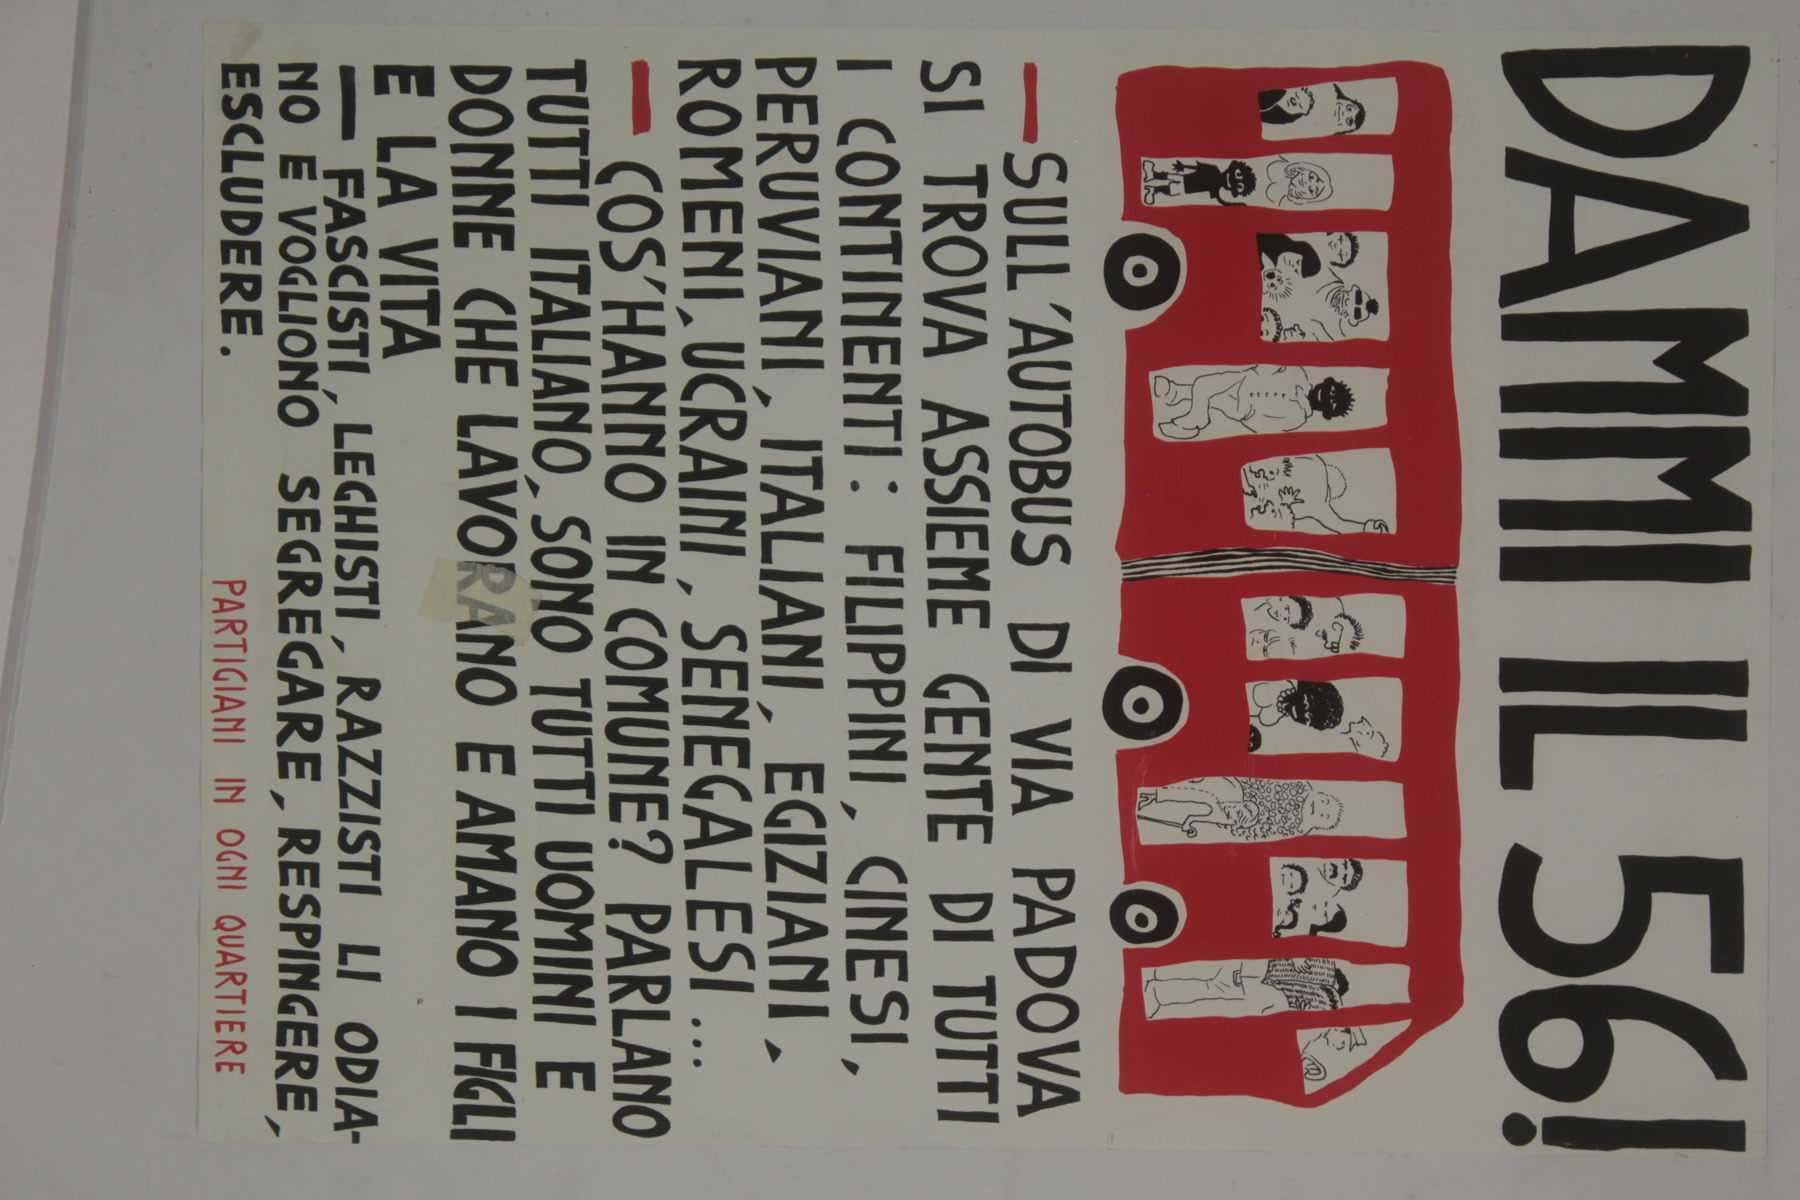 DAMMI IL 56!
— SULL'AUTOBUS DI VIA PADOVA
SI TROVA ASSIEME GENTE DI TUTTI
I CONTINENTI: FILIPPINI, CINESI,
PERUVIANI, ITALIANI, EGIZIANI,
ROMENI, UCRAINI, SENEGALESI...
— COS'HANNO IN COMUNE? PARLANO
TUTTI ITALIANO, SONO TUTTI UOMINI E
DONNE CHE LAVORANO E AMANO I FIGLI
E LA VITA
— FASCISTI, LEGHISTI, RAZZISTI LI ODIA-
NO E VOGLIONO SEGREGARE, RESPINGERE,
ESCLUDERE.
PARTIGIANI IN OGNI QUARTIERE